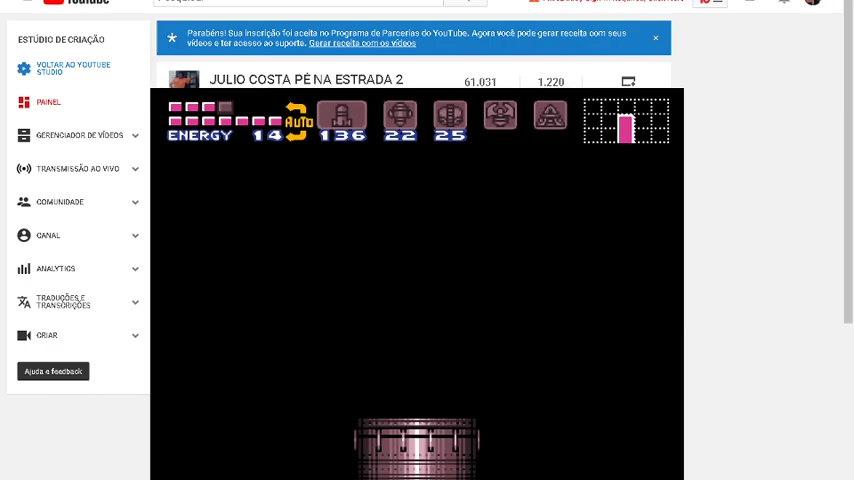 YouTube
ESTÚDIO DE CRIAÇÃO
VOLTAR AO YOUTUBE
STUDIO
PAINEL
GERENCIADOR DE VÍDEOS
TRANSMISSÃO AO VIVO
COMUNIDADE
CANAL
ANALYTICS
TRADUÇÕES E
TRANSCRIÇÕES
CRIAR
Ajuda e feedback
Parabéns! Sua inscrição foi aceita no Programa de Parcerias do YouTube. Agora você pode gerar receita com seus
vídeos e ter acesso ao suporte. Gerar receita com os vídeos
×
JULIO COSTA PÉ NA ESTRADA 2
61.031
1.220
AUTO
ENERGY 14 136 22 25